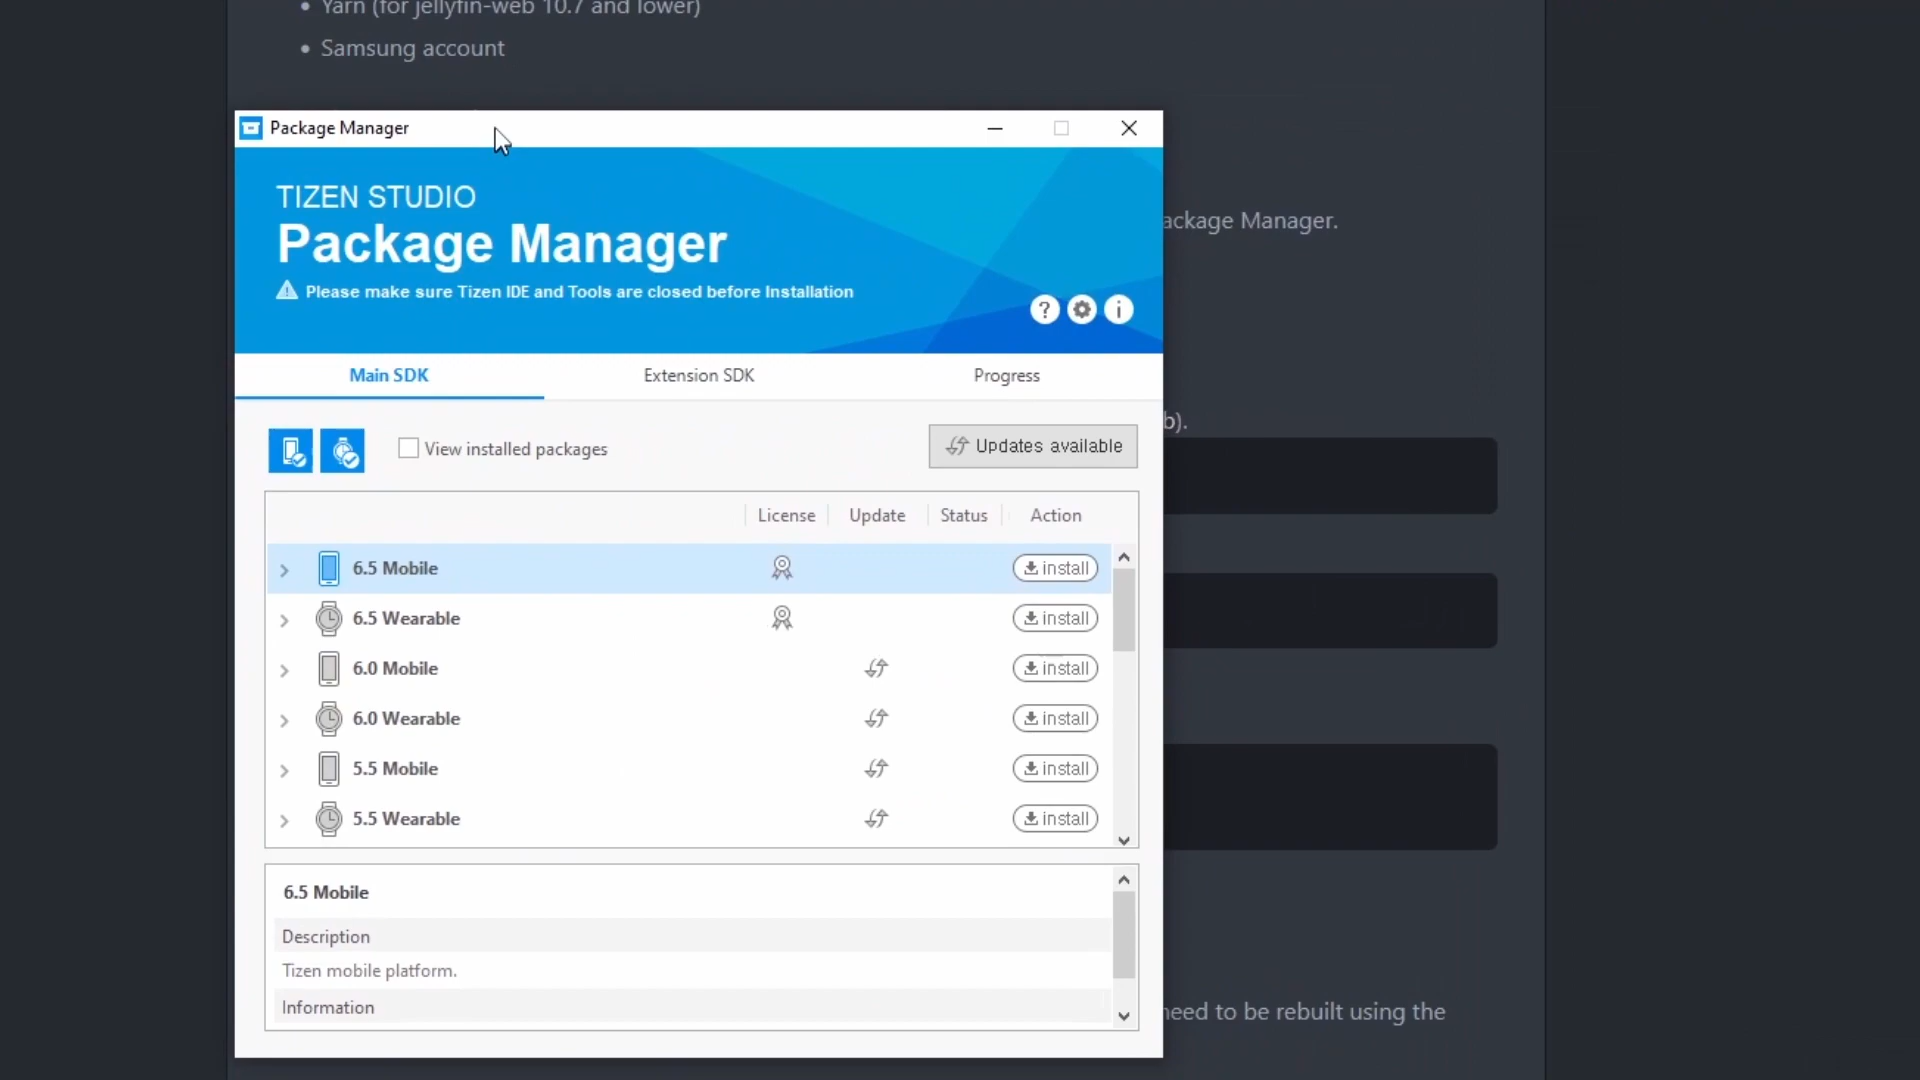 Yarn (for jellyfin-web 10.7 and lower)
Samsung account
Package Manager
TIZEN STUDIO
Package Manager
Please make sure Tizen IDE and Tools are closed before Installation
ackage Manager.
Main SDK
Extension SDK
Progress
b).
View installed packages
Updates available
License
Update
Status
Action
6.5 Mobile
install
6.5 Wearable
install
6.0 Mobile
install
6.0 Wearable
install
5.5 Mobile
install
5.5 Wearable
install
6.5 Mobile
Description
Tizen mobile platform.
Information
need to be rebuilt using the